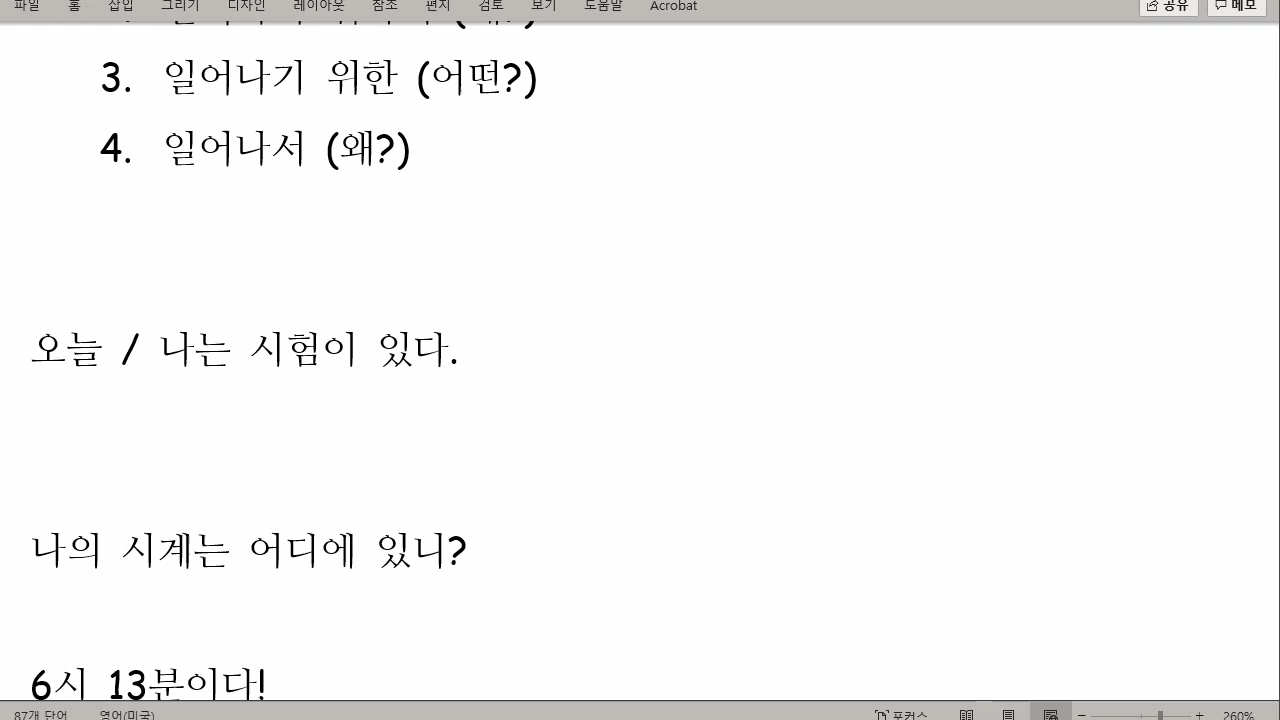 파일 홈 삽입 그리기 디자인 레이아웃 참조 편지 검토 보기 도움말 Acrobat 공유 메모
3. 일어나기 위한 (어떤?)
4. 일어나서 (왜?)
오늘 / 나는 시험이 있다.
나의 시계는 어디에 있니?
6시 13분이다!
87개 단어 영어(미국) 포커스 260%